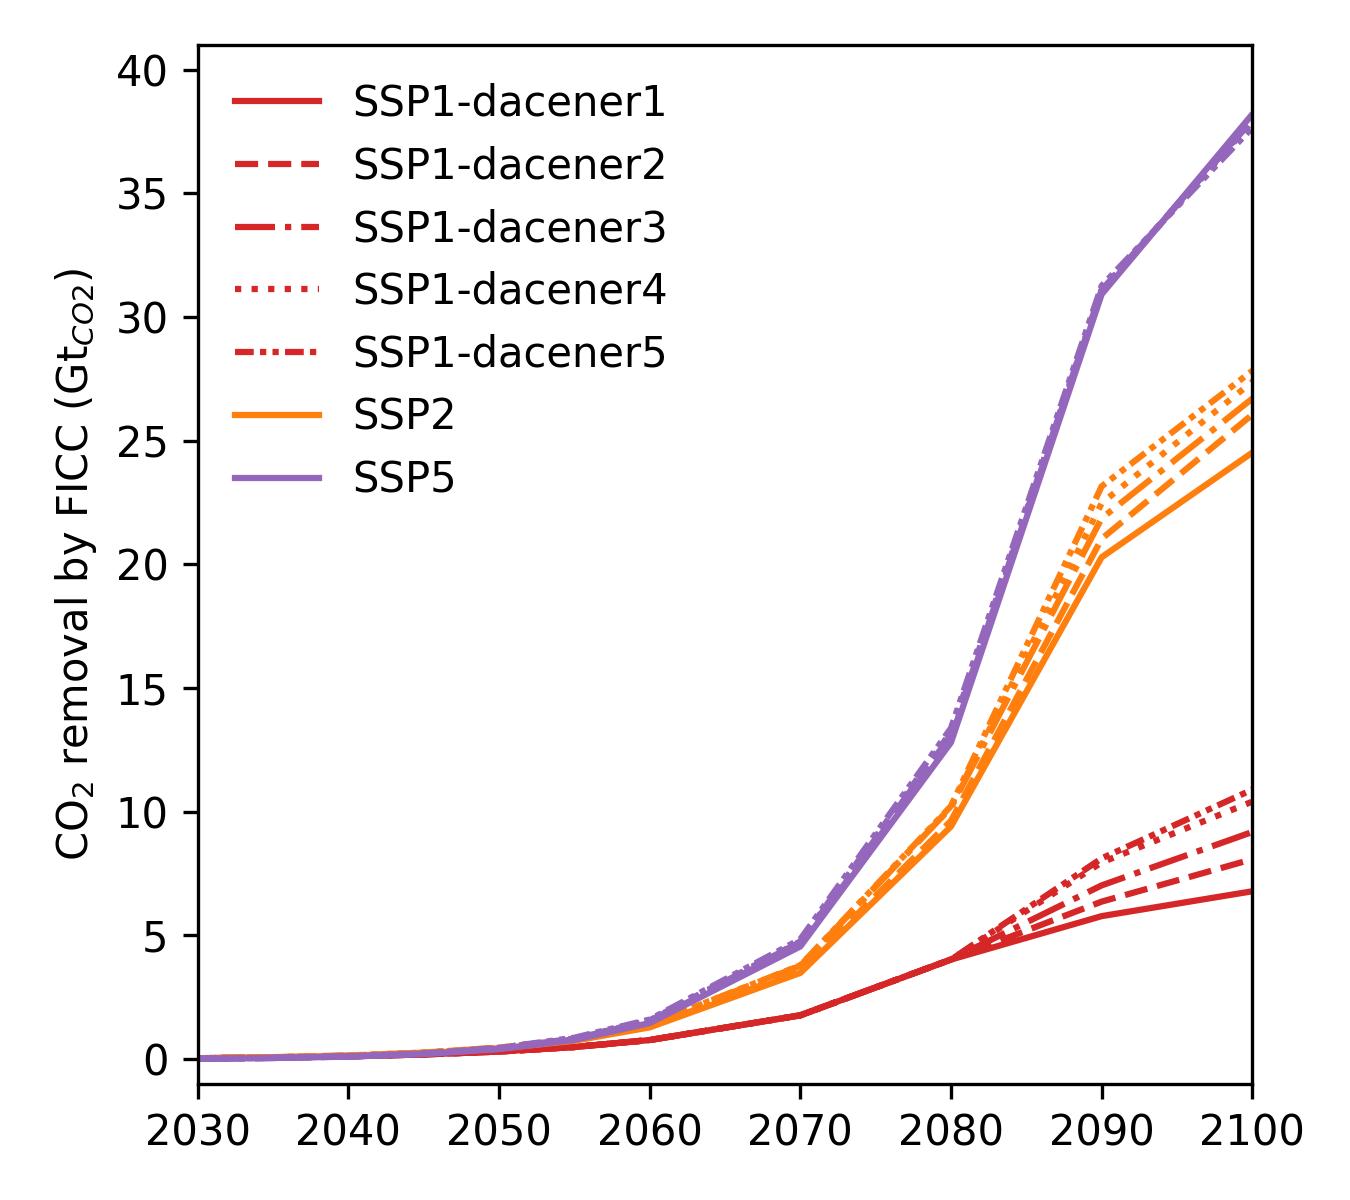 40
35
30
25
20
15
10
5
0
CO₂ removal by FICC (Gt_CO2)
SSP1-dacener1
SSP1-dacener2
SSP1-dacener3
SSP1-dacener4
SSP1-dacener5
SSP2
SSP5
2030 2040 2050 2060 2070 2080 2090 2100